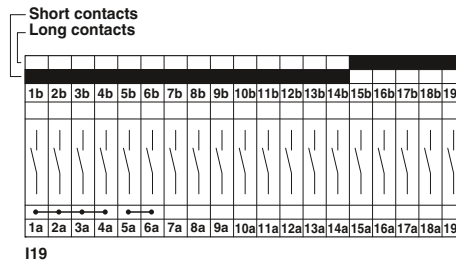 Short contacts
Long contacts
1b 2b 3b 4b 5b 6b 7b 8b 9b 10b 11b 12b 13b 14b 15b 16b 17b 18b 19
1a 2a 3a 4a 5a 6a 7a 8a 9a 10a 11a 12a 13a 14a 15a 16a 17a 18a 19
I19